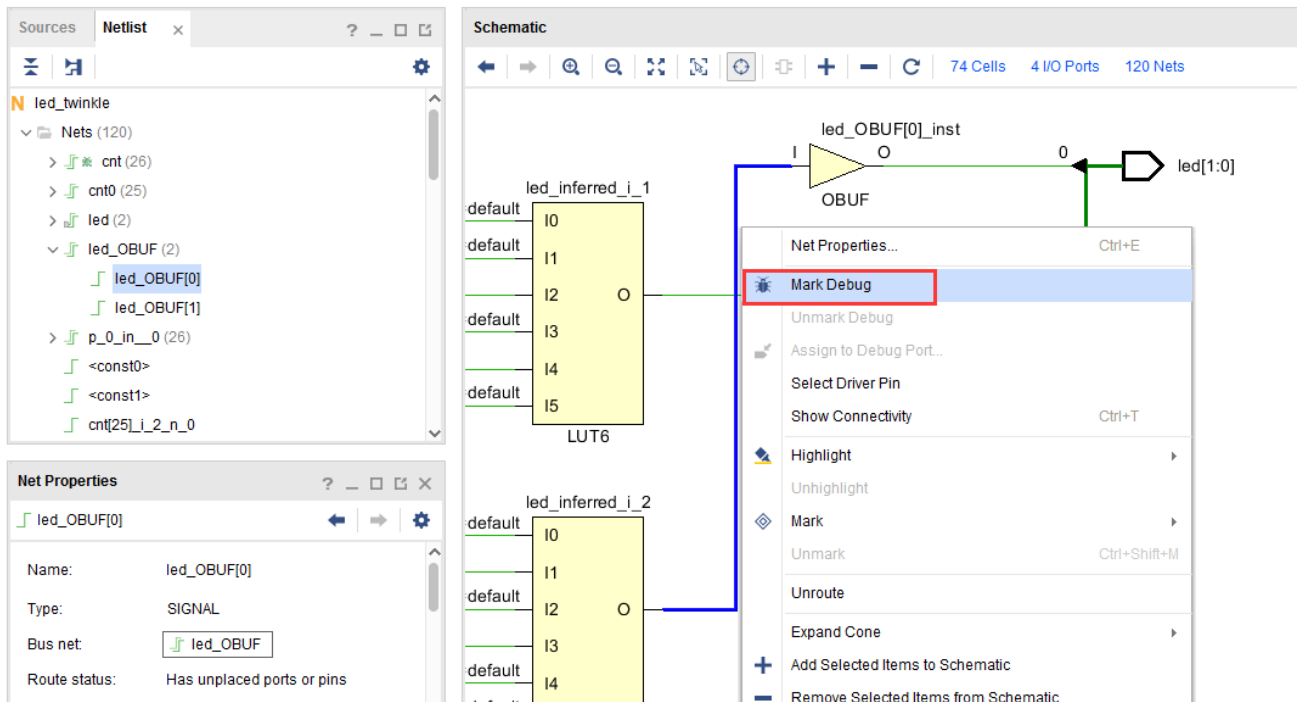 Sources Netlist
led_twinkle
Nets (120)
cnt (26)
cnt0 (25)
led (2)
led_OBUF (2)
led_OBUF[0]
led_OBUF[1]
p_0_in__0 (26)
<const0>
<const1>
cnt[25]_i_2_n_0
Net Properties
led_OBUF[0]
Name: led_OBUF[0]
Type: SIGNAL
Bus net: led_OBUF
Route status: Has unplaced ports or pins
Schematic
74 Cells 4 I/O Ports 120 Nets
led_OBUF[0]_inst
I O 0
led[1:0]
OBUF
led_inferred_i_1
default I0
default I1
I2 O
default I3
I4
default I5
LUT6
led_inferred_i_2
default I0
I1
default I2 O
I3
default I4
Net Properties... Ctrl+E
Mark Debug
Unmark Debug
Assign to Debug Port...
Select Driver Pin
Show Connectivity Ctrl+T
Highlight
Unhighlight
Mark
Unmark Ctrl+Shift+M
Unroute
Expand Cone
Add Selected Items to Schematic
Remove Selected Items from Schematic